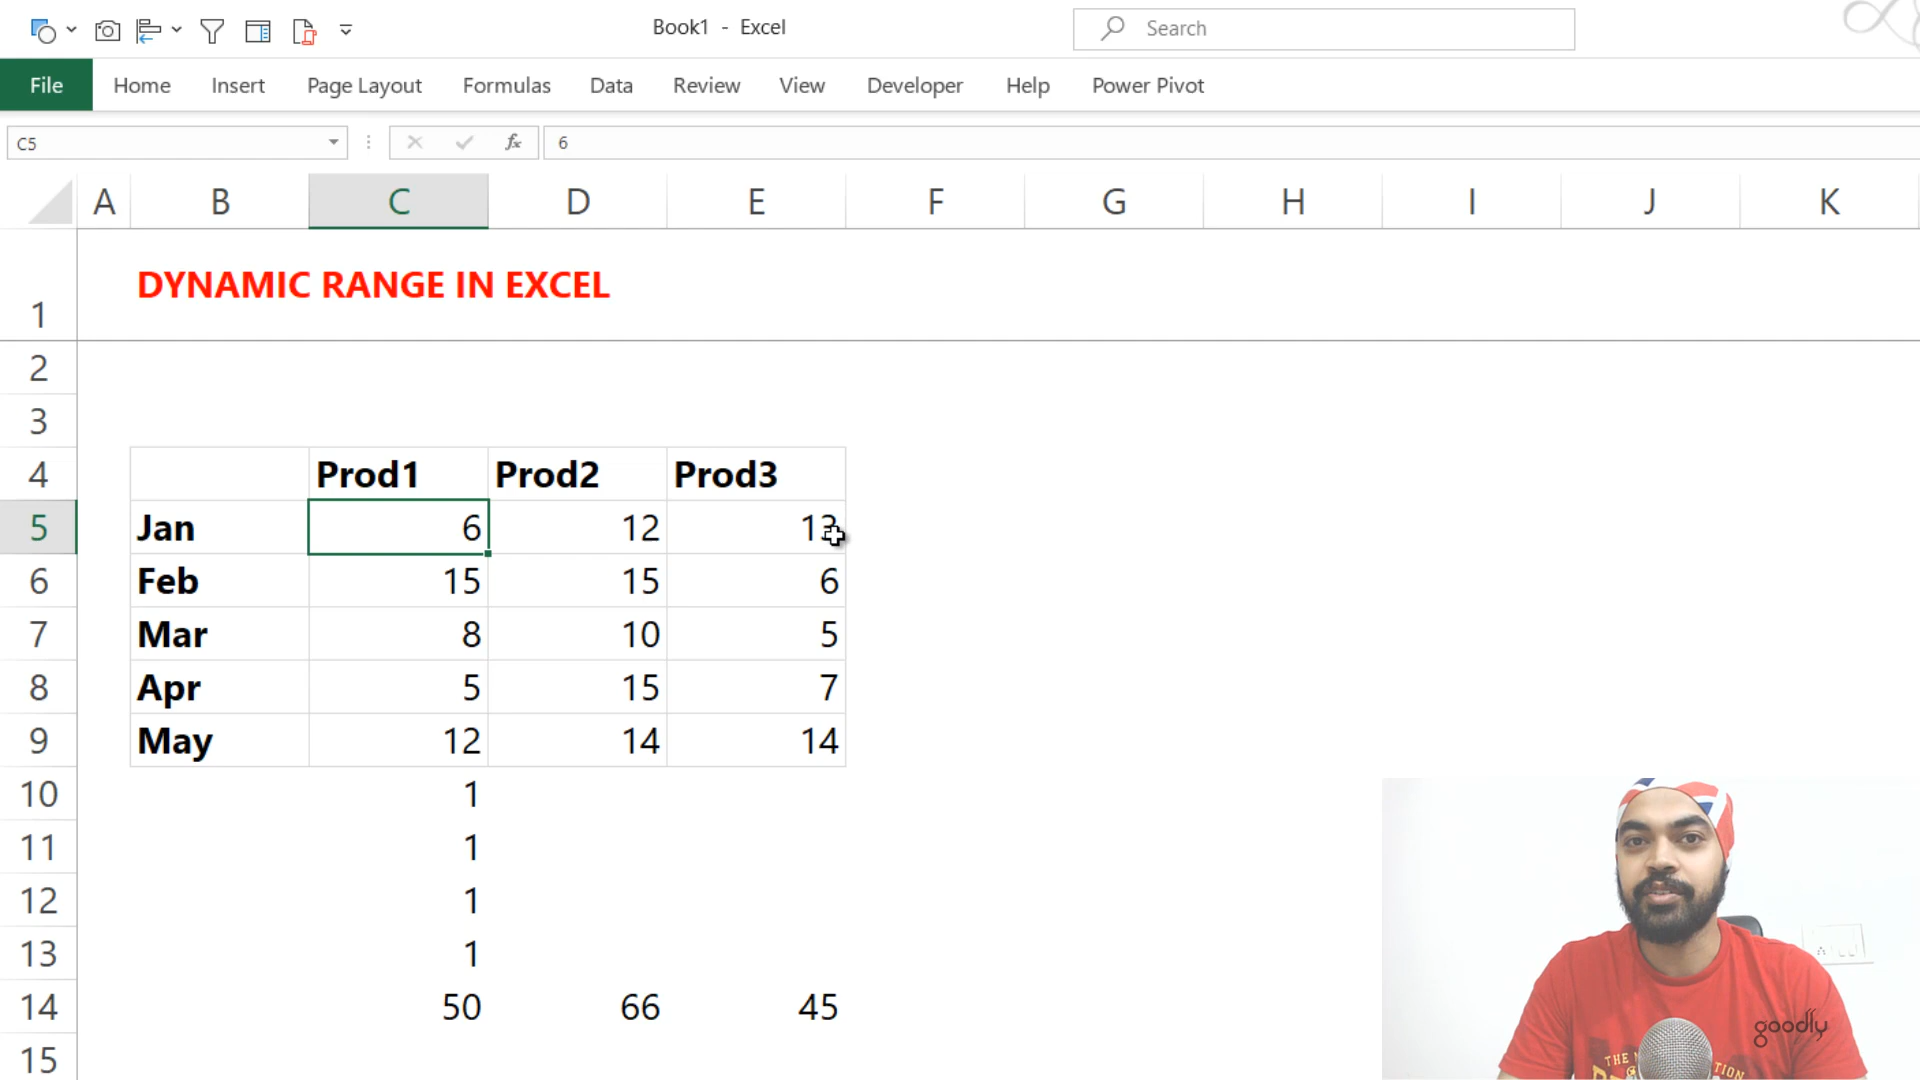 Book1 - Excel
Search
File Home Insert Page Layout Formulas Data Review View Developer Help Power Pivot
C5 fx 6
A B C D E F G H I J K
1 DYNAMIC RANGE IN EXCEL
2
3
4 Prod1 Prod2 Prod3
5 Jan 6 12 13
6 Feb 15 15 6
7 Mar 8 10 5
8 Apr 5 15 7
9 May 12 14 14
10 1
11 1
12 1
13 1
14 50 66 45
15
goodly
THE